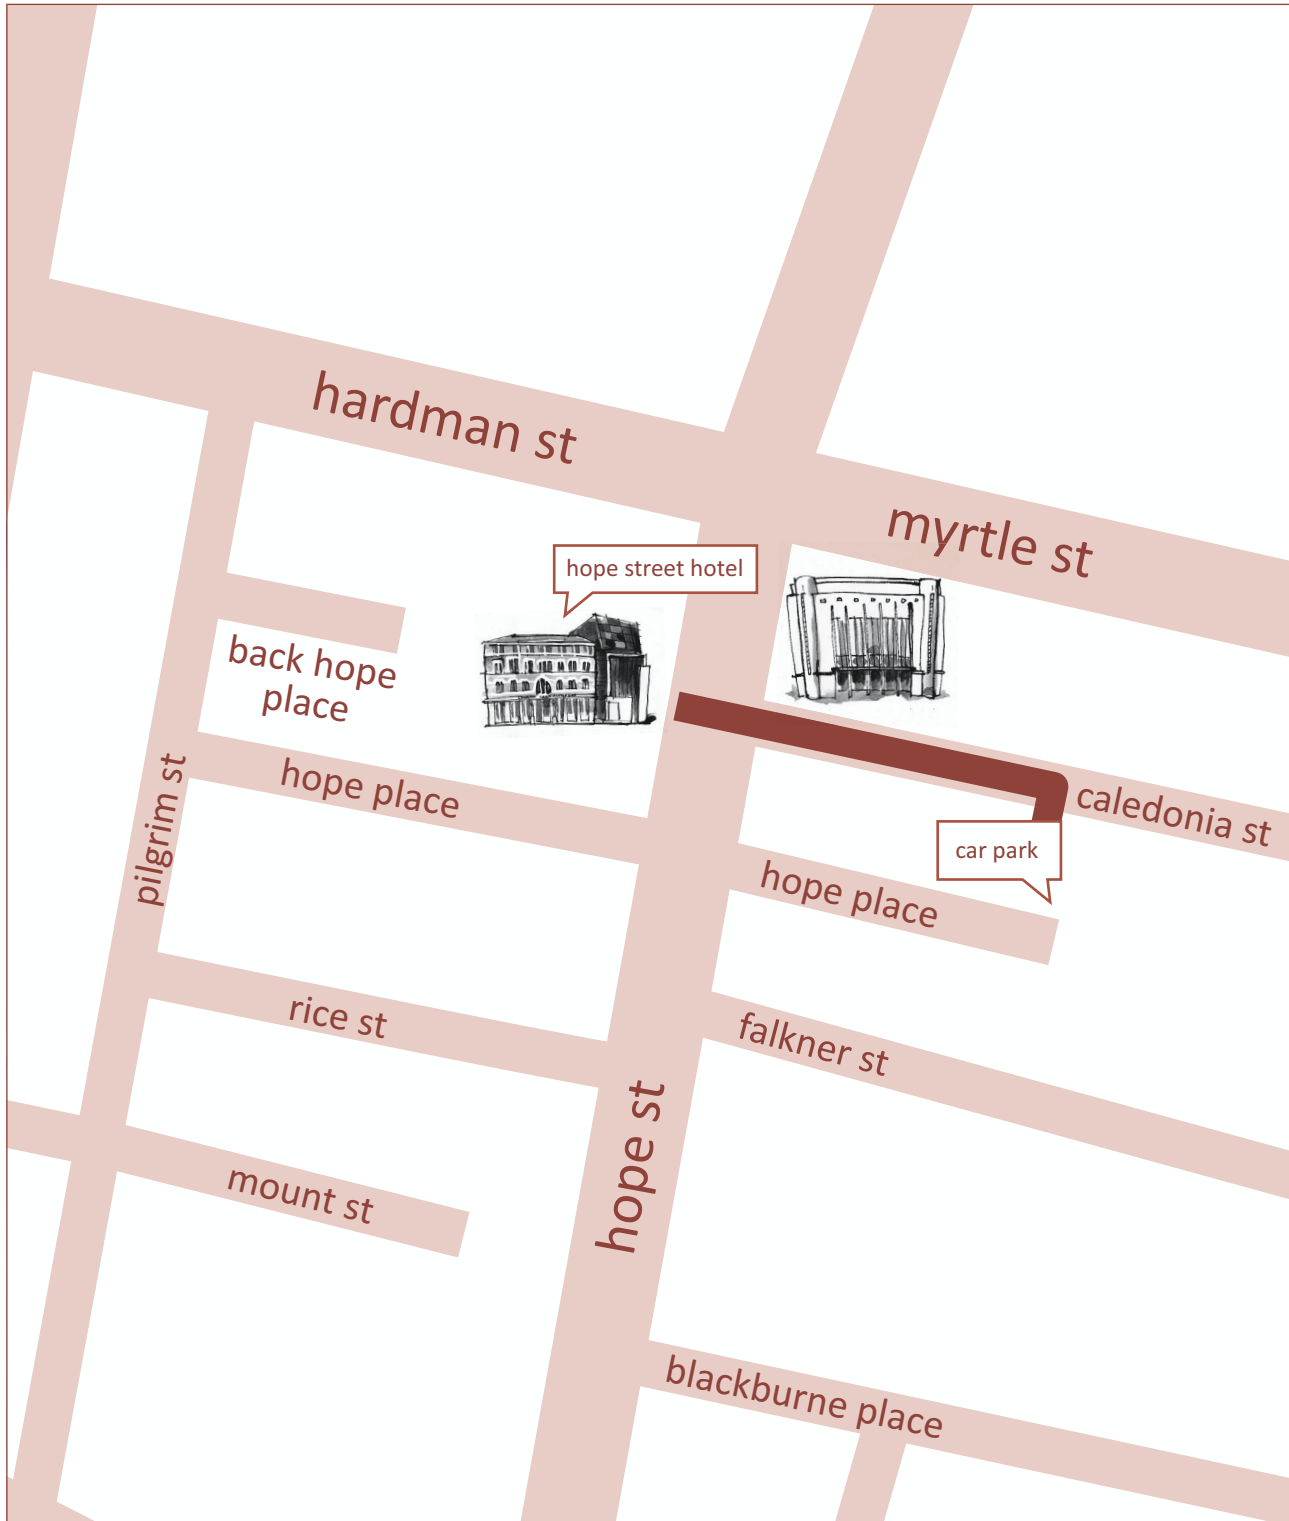 hardman st
myrtle st
hope street hotel
back hope
place
hope place
pilgrim st
caledonia st
car park
hope place
rice st
falkner st
hope st
mount st
blackburne place